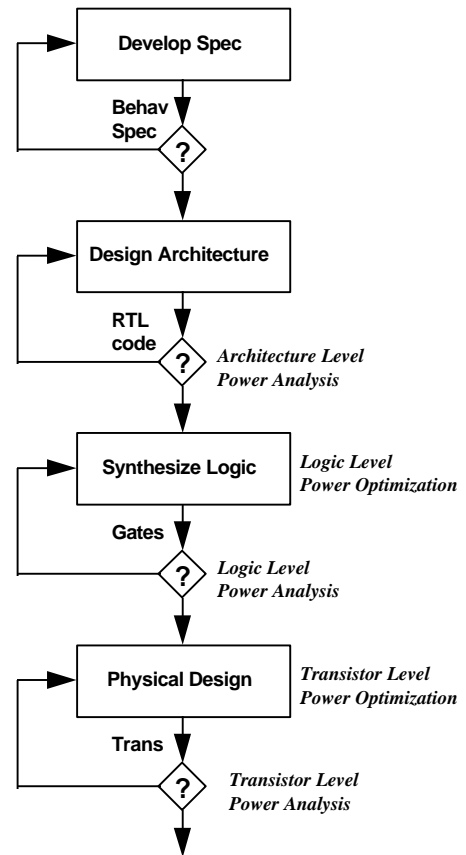 Develop Spec
Behav
Spec
?
Design Architecture
RTL
code
?
Architecture Level
Power Analysis
Synthesize Logic
Logic Level
Power Optimization
Gates
?
Logic Level
Power Analysis
Physical Design
Transistor Level
Power Optimization
Trans
?
Transistor Level
Power Analysis